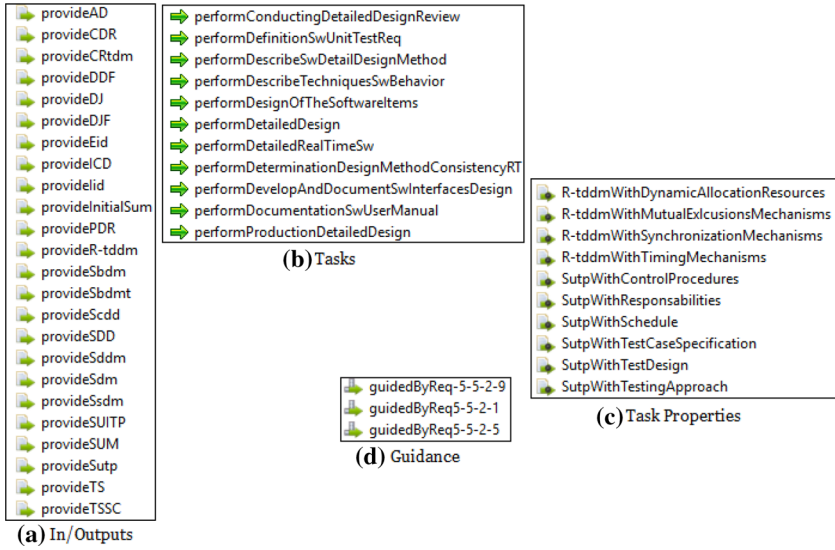 provideAD
provideCDR
provideCRtdm
provideDDF
provideDJ
provideDJF
provideEid
provideICD
provideIid
provideInitialSum
providePDR
provideR-tddm
provideSbdm
provideSbdmt
provideScdd
provideSDD
provideSddm
provideSdm
provideSsdm
provideSUITP
provideSUM
provideSutp
provideTS
provideTSSC
(a) In/Outputs
performConductingDetailedDesignReview
performDefinitionSwUnitTestReq
performDescribeSwDetailDesignMethod
performDescribeTechniquesSwBehavior
performDesignOfTheSoftwareItems
performDetailedDesign
performDetailedRealTimeSw
performDeterminationDesignMethodConsistencyRT
performDevelopAndDocumentSwInterfacesDesign
performDocumentationSwUserManual
performProductionDetailedDesign
(b) Tasks
R-tddmWithDynamicAllocationResources
R-tddmWithMutualExlcusionsMechanisms
R-tddmWithSynchronizationMechanisms
R-tddmWithTimingMechanisms
SutpWithControlProcedures
SutpWithResponsabilities
SutpWithSchedule
SutpWithTestCaseSpecification
SutpWithTestDesign
SutpWithTestingApproach
(c) Task Properties
guidedByReq-5-5-2-9
guidedByReq5-5-2-1
guidedByReq5-5-2-5
(d) Guidance